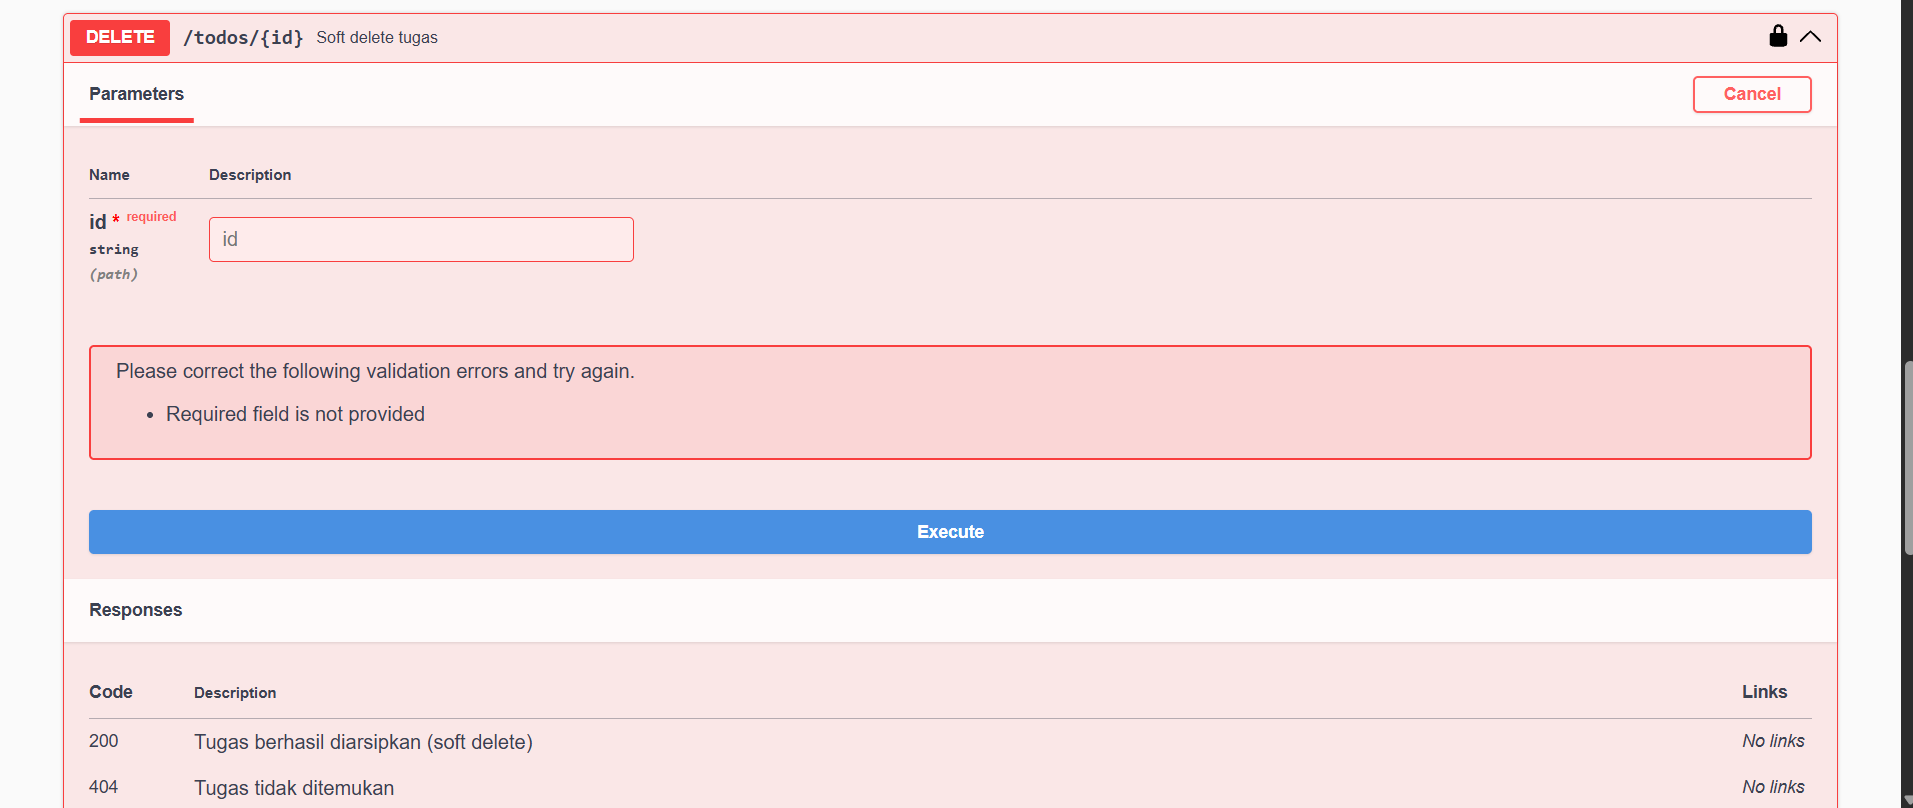 DELETE /todos/{id} Soft delete tugas
Parameters
Cancel
Name Description
id * required
string
(path)
id
Please correct the following validation errors and try again.
• Required field is not provided
Execute
Responses
Code Description Links
200 Tugas berhasil diarsipkan (soft delete) No links
404 Tugas tidak ditemukan No links